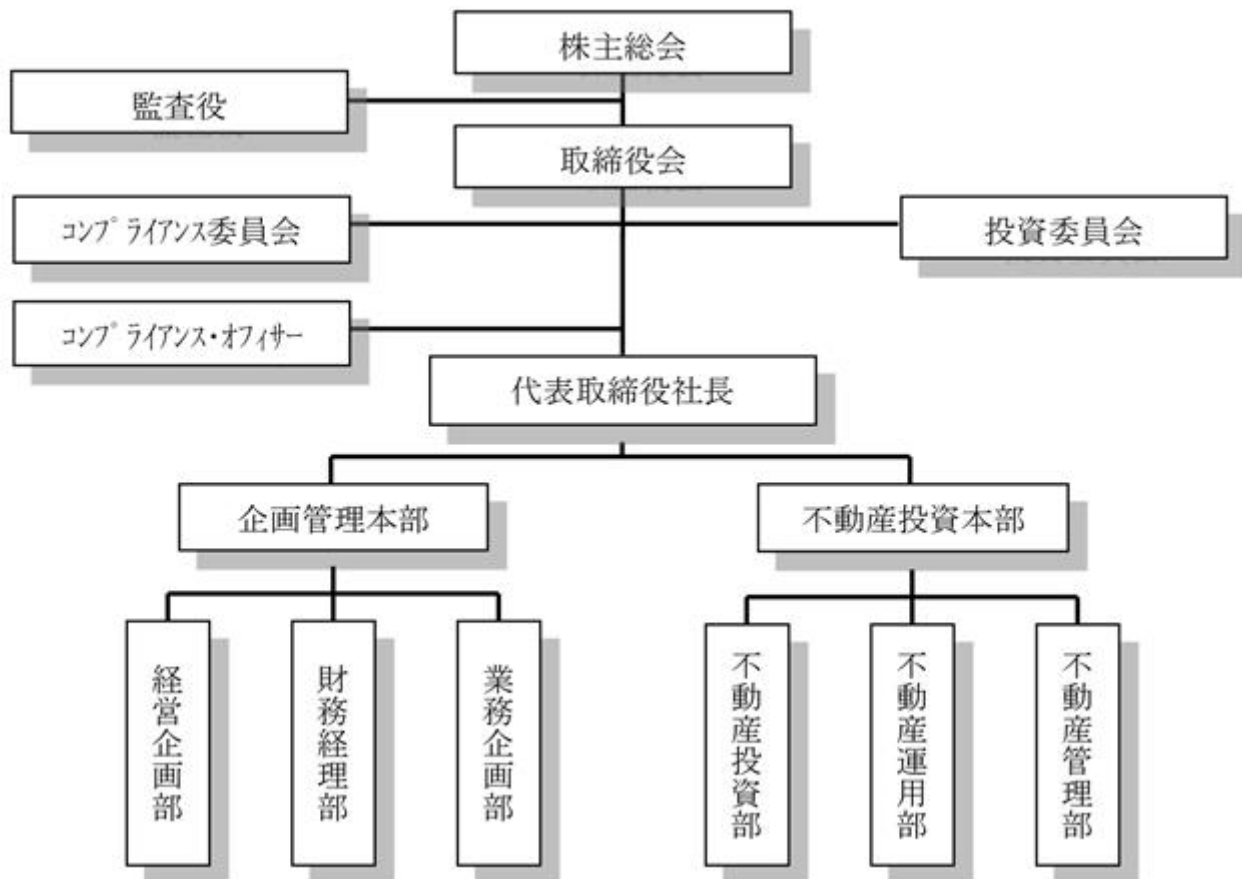 株主総会
監査役
取締役会
ｺﾝﾌﾟﾗｲｱﾝｽ委員会
投資委員会
ｺﾝﾌﾟﾗｲｱﾝｽ・ｵﾌｨｻｰ
代表取締役社長
企画管理本部
不動産投資本部
経営企画部
財務経理部
業務企画部
不動産投資部
不動産運用部
不動産管理部